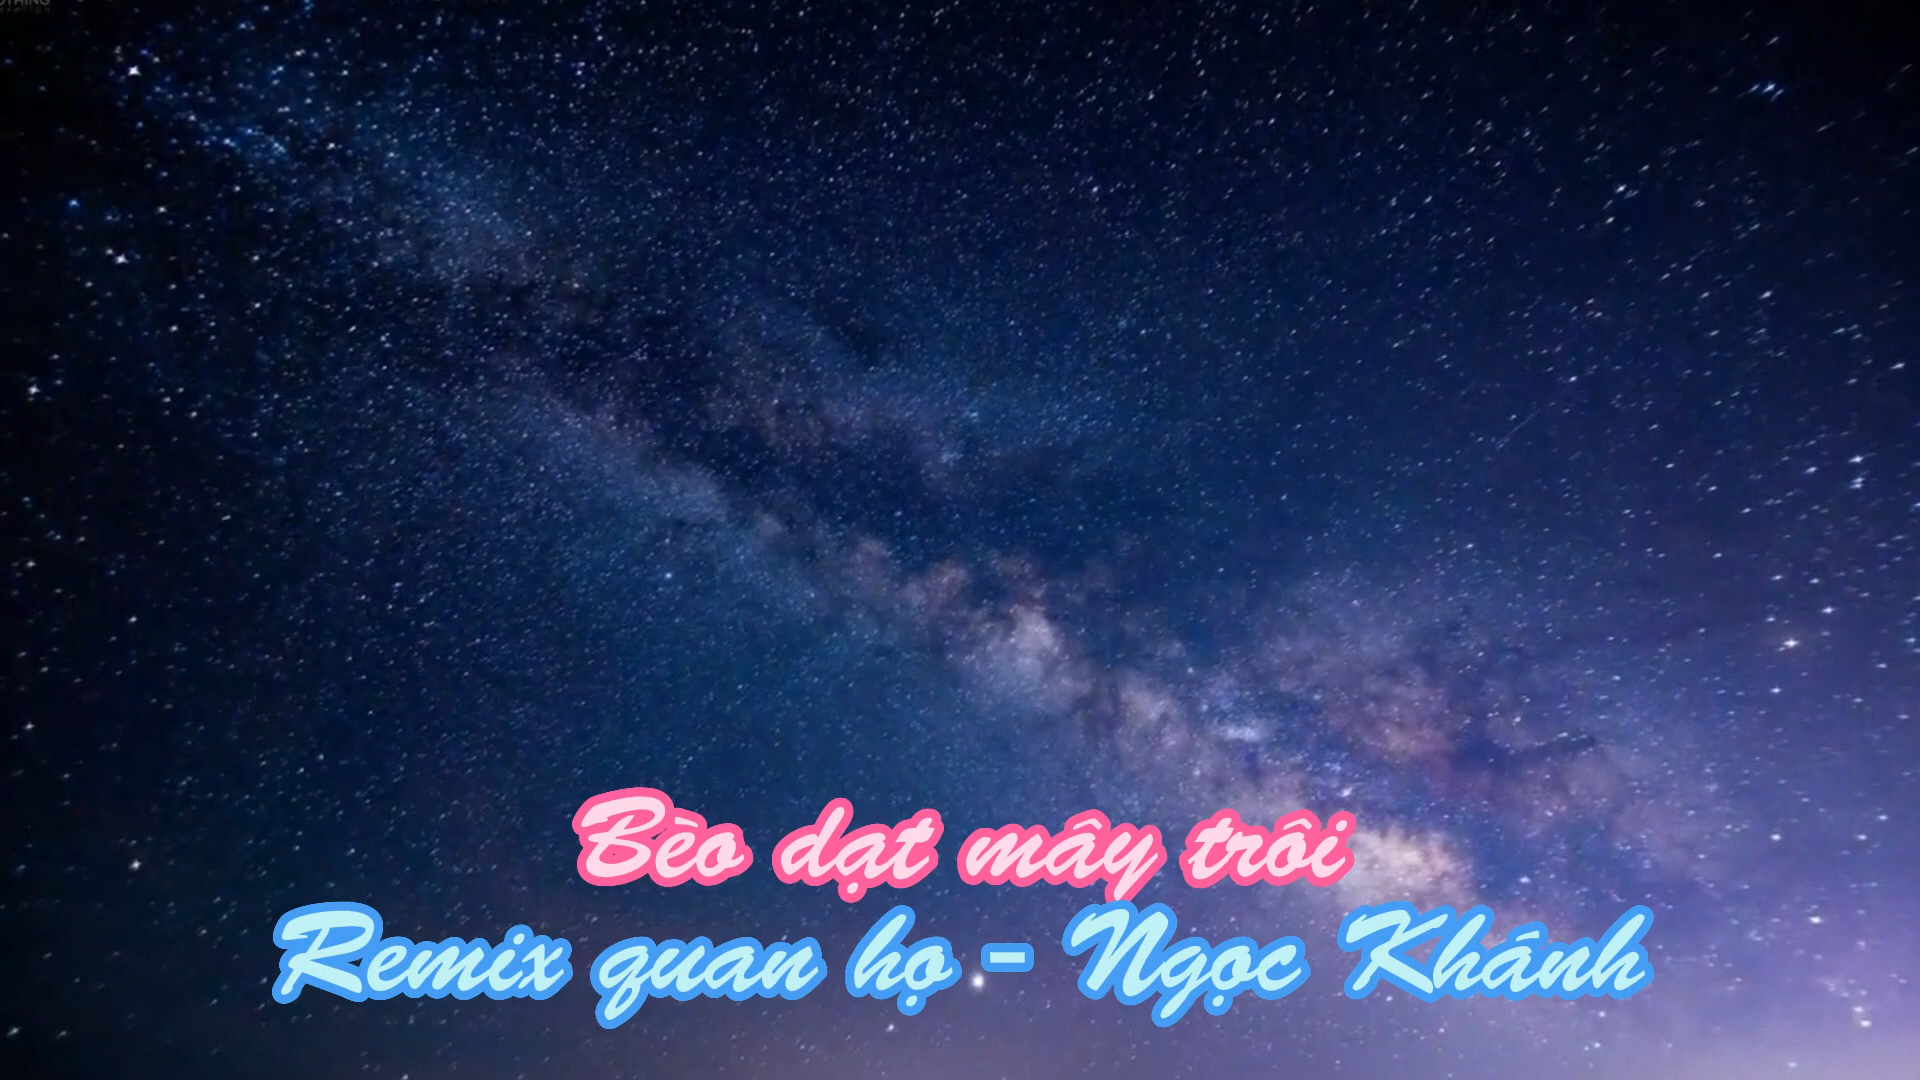 Bèo dạt mây trôi
Remix quan họ - Ngọc Khánh